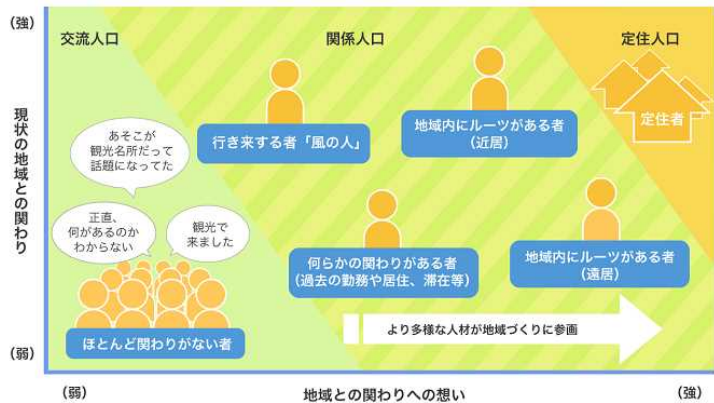 （強）
交流人口
関係人口
定住人口
現状の地域との関わり
あそこが
観光名所だって
話題になってた
正直、
何があるのか
わからない
観光で
来ました
ほとんど関わりがない者
行き来する者「風の人」
地域内にルーツがある者
（近居）
定住者
何らかの関わりがある者
（過去の勤務や居住、滞在等）
地域内にルーツがある者
（遠居）
より多様な人材が地域づくりに参画
（弱）
（弱）
地域との関わりへの想い
（強）